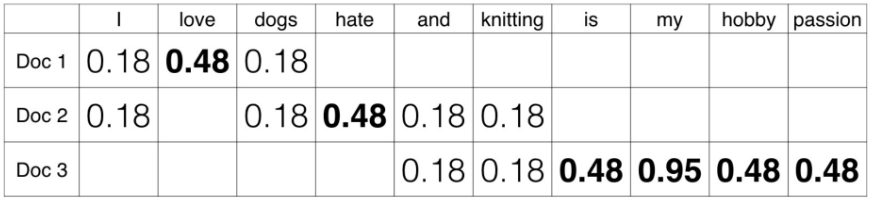 I love dogs hate and knitting is my hobby passion
Doc 1 0.18 0.48 0.18
Doc 2 0.18 0.18 0.48 0.18 0.18
Doc 3 0.18 0.18 0.48 0.95 0.48 0.48